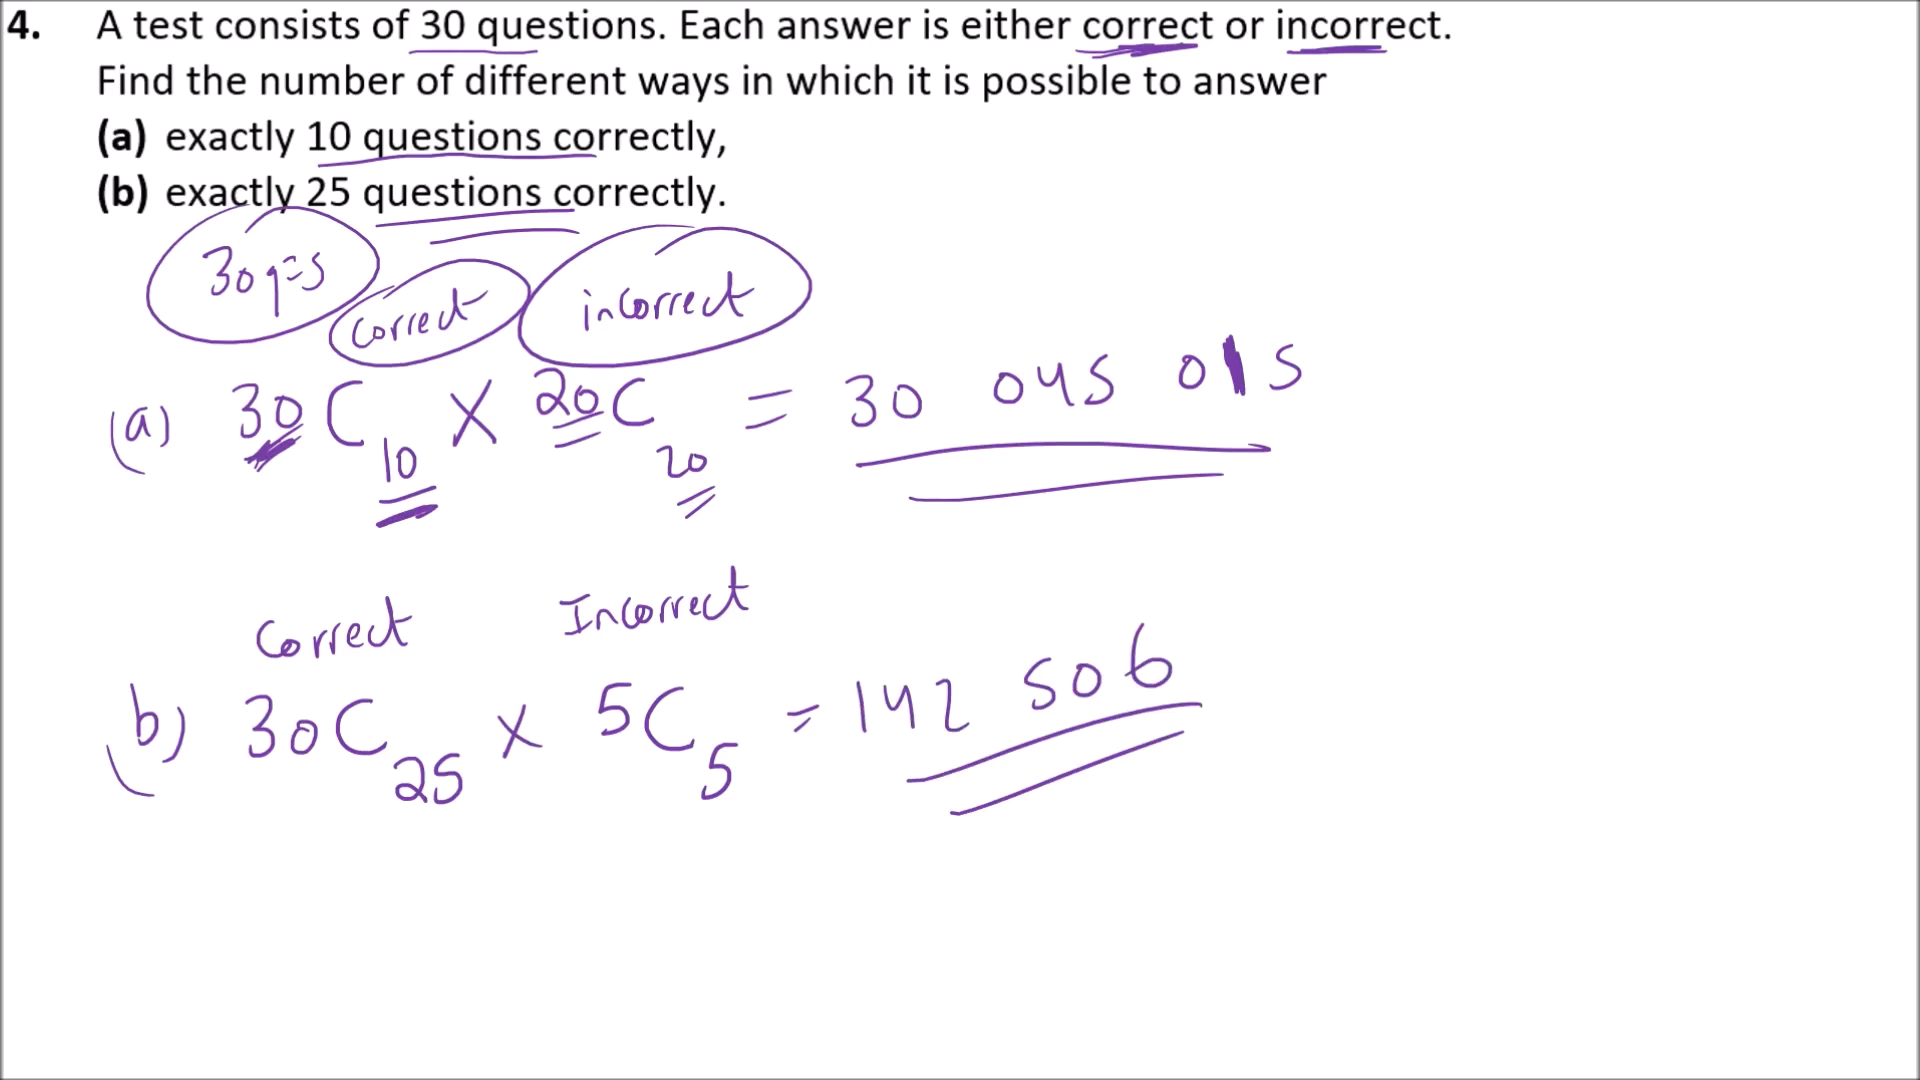 4. A test consists of 30 questions. Each answer is either correct or incorrect.
Find the number of different ways in which it is possible to answer
(a) exactly 10 questions correctly,
(b) exactly 25 questions correctly.
30 q=s correct incorrect
(a) 30C10 × 20C20 = 30 045 015
Correct Incorrect
b) 30C25 × 5C5 = 142 506